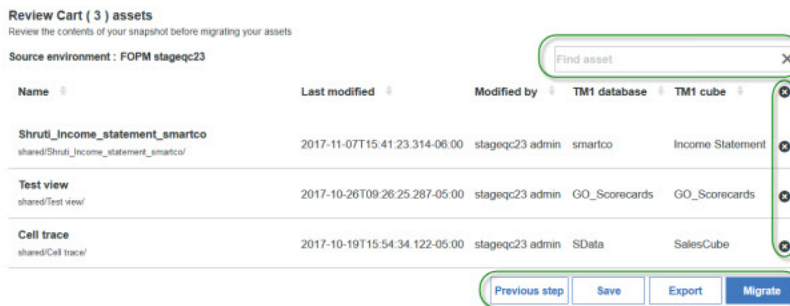 Review Cart ( 3 ) assets
Review the contents of your snapshot before migrating your assets
Source environment : FOPM stageqc23
Find asset
Name Last modified Modified by TM1 database TM1 cube
Shruti_Income_statement_smartco
shared/Shruti_Income_statement_smartco/
2017-11-07T15:41:23.314-06:00 stageqc23 admin smartco Income Statement
Test view
shared/Test view/
2017-10-26T09:26:25.287-05:00 stageqc23 admin GO_Scorecards GO_Scorecards
Cell trace
shared/Cell trace/
2017-10-19T15:54:34.122-05:00 stageqc23 admin SData SalesCube
Previous step Save Export Migrate